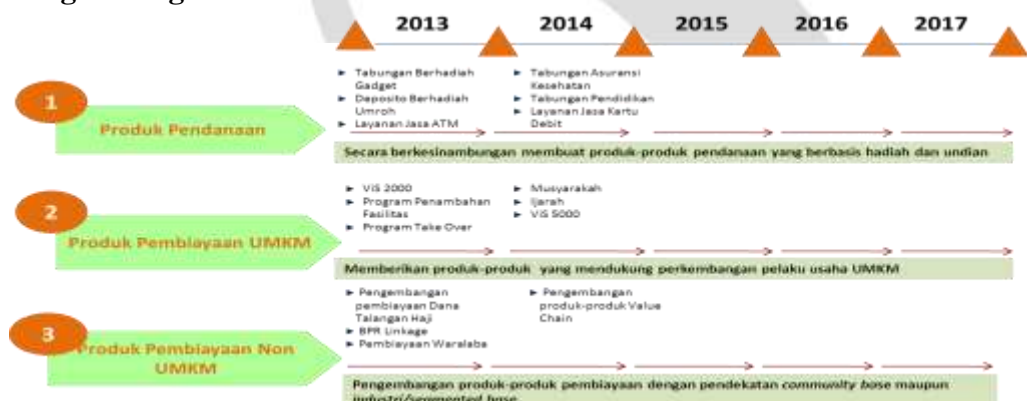 2013 2014 2015 2016 2017
1
Produk Pendanaan
► Tabungan Berhadiah
Gadget
► Deposito Berhadiah
Umroh
► Layanan Jasa ATM
► Tabungan Asuransi
Kesehatan
► Tabungan Pendidikan
► Layanan Jasa Kartu
Debit
Secara berkesinambungan membuat produk-produk pendanaan yang berbasis hadiah dan undian
2
Produk Pembiayaan UMKM
► ViS 2000
► Program Penambahan
Fasilitas
► Program Take Over
► Musyarakah
► Ijarah
► ViS 5000
Memberikan produk-produk yang mendukung perkembangan pelaku usaha UMKM
3
Produk Pembiayaan Non
UMKM
► Pengembangan
pembiayaan Dana
Talangan Haji
► BPR Linkage
► Pembiayaan Waralaba
► Pengembangan
produk-produk Value
Chain
Pengembangan produk-produk pembiayaan dengan pendekatan community base maupun
industri/segmented base